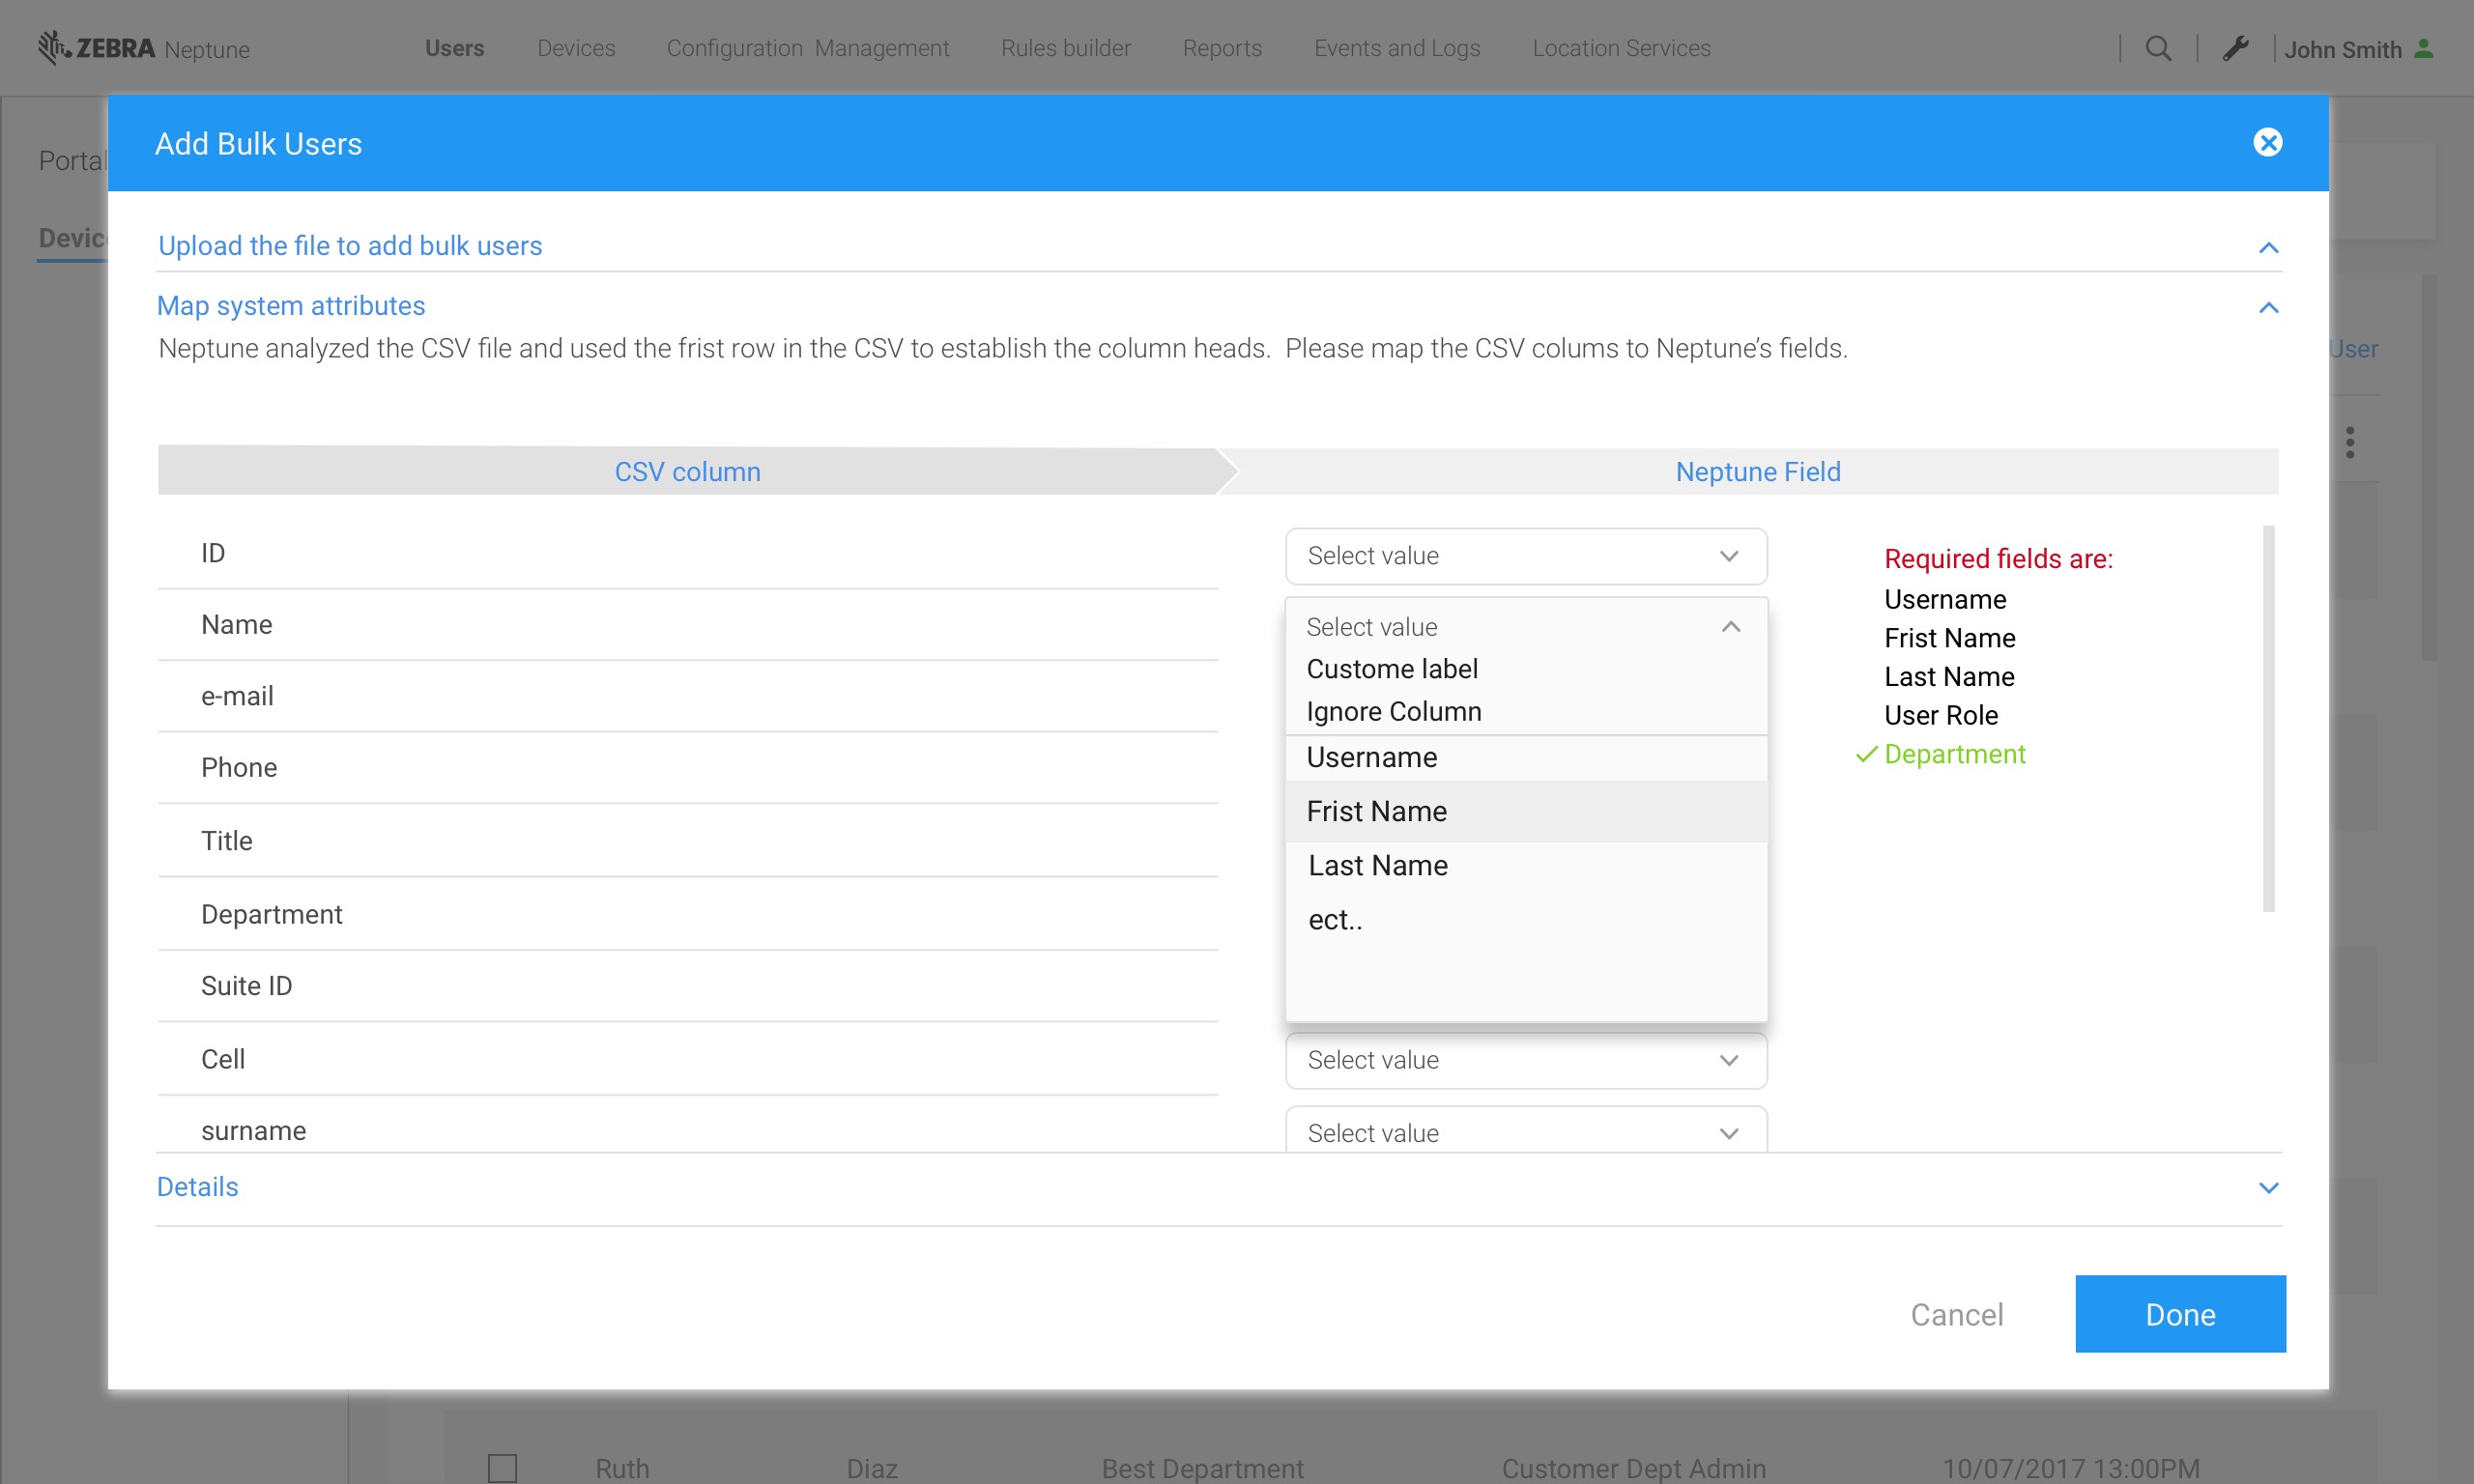 ZEBRA Neptune Users Devices Configuration Management Rules builder Reports Events and Logs Location Services John Smith
Portal
Add Bulk Users
Upload the file to add bulk users
Map system attributes
Neptune analyzed the CSV file and used the frist row in the CSV to establish the column heads. Please map the CSV colums to Neptune’s fields.
User
CSV column Neptune Field
ID Select value
Required fields are:
Username
Frist Name
Last Name
User Role
Department
Name Select value
Custome label
Ignore Column
Username
Frist Name
Last Name
ect..
e-mail
Phone
Title
Department
Suite ID
Cell Select value
surname Select value
Details
Cancel Done
Ruth Diaz Best Department Customer Dept Admin 10/07/2017 13:00PM